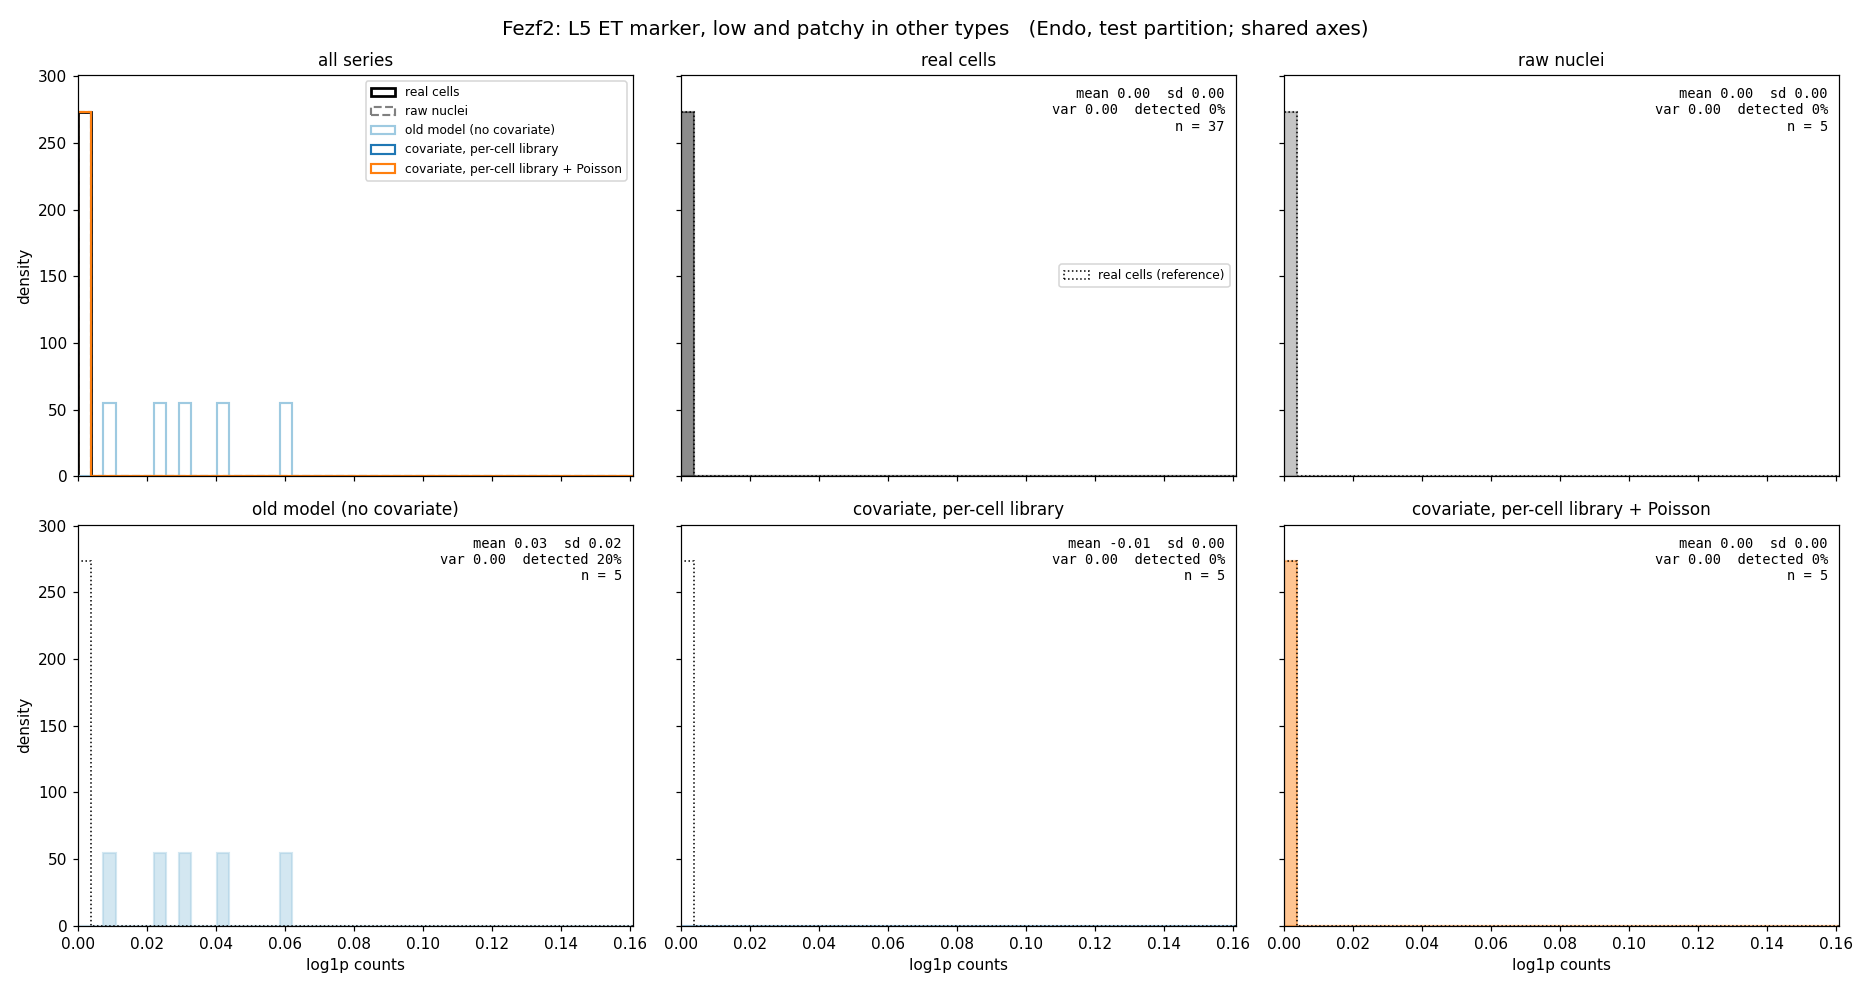 Fezf2: L5 ET marker, low and patchy in other types   (Endo, test partition; shared axes)
all series
real cells
raw nuclei
300
250
200
150
100
50
0
density
real cells
raw nuclei
old model (no covariate)
covariate, per-cell library
covariate, per-cell library + Poisson
mean 0.00  sd 0.00
var 0.00  detected 0%
n = 37
real cells (reference)
mean 0.00  sd 0.00
var 0.00  detected 0%
n = 5
old model (no covariate)
covariate, per-cell library
covariate, per-cell library + Poisson
300
250
200
150
100
50
0
density
mean 0.03  sd 0.02
var 0.00  detected 20%
n = 5
mean -0.01  sd 0.00
var 0.00  detected 0%
n = 5
mean 0.00  sd 0.00
var 0.00  detected 0%
n = 5
0.00 0.02 0.04 0.06 0.08 0.10 0.12 0.14 0.16
0.00 0.02 0.04 0.06 0.08 0.10 0.12 0.14 0.16
0.00 0.02 0.04 0.06 0.08 0.10 0.12 0.14 0.16
log1p counts
log1p counts
log1p counts